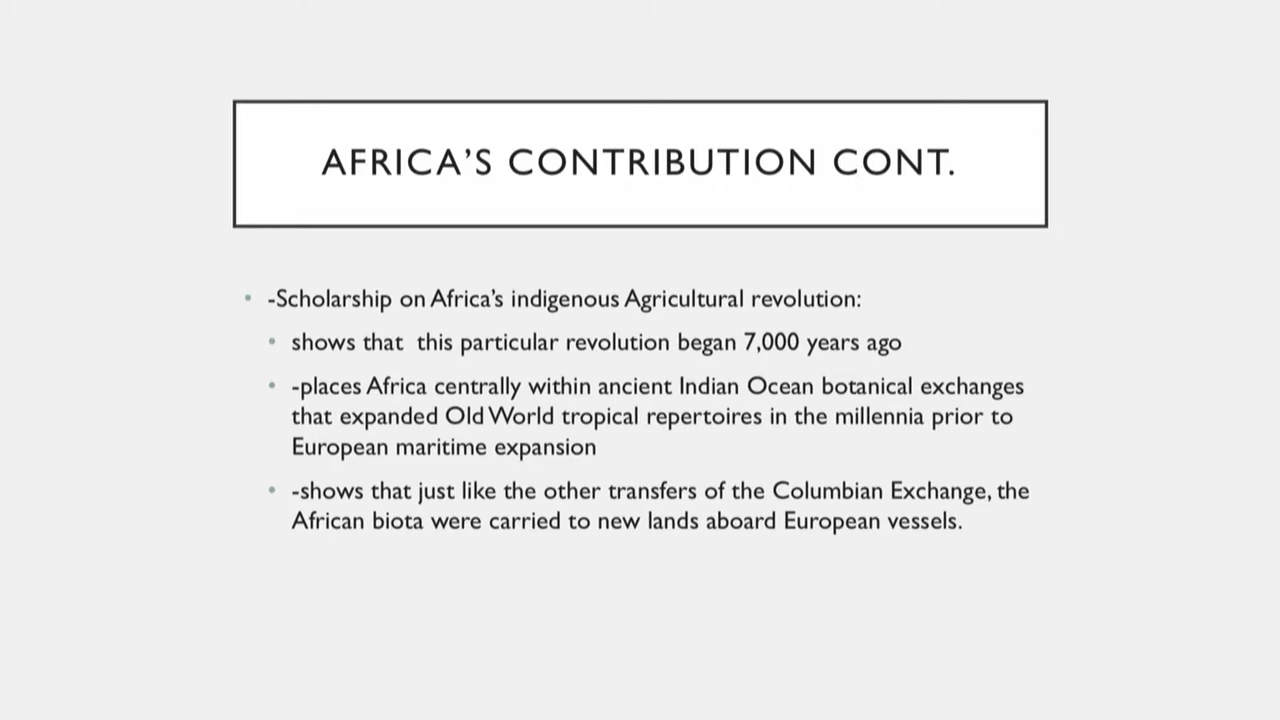 AFRICA’S CONTRIBUTION CONT.
• -Scholarship on Africa’s indigenous Agricultural revolution:
• shows that  this particular revolution began 7,000 years ago
• -places Africa centrally within ancient Indian Ocean botanical exchanges
that expanded Old World tropical repertoires in the millennia prior to
European maritime expansion
• -shows that just like the other transfers of the Columbian Exchange, the
African biota were carried to new lands aboard European vessels.